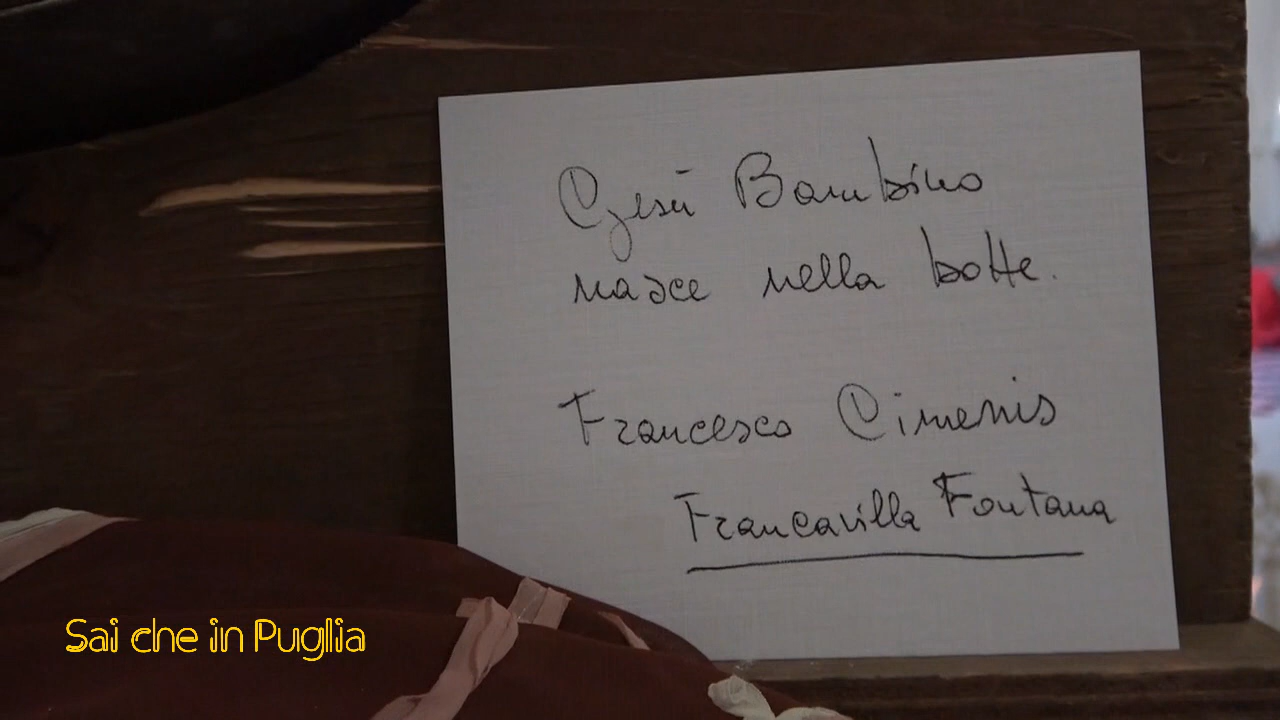 Gesù Bambino
nasce nella botte.
Francesco Cimenis
Francavilla Fontana
Sai che in Puglia